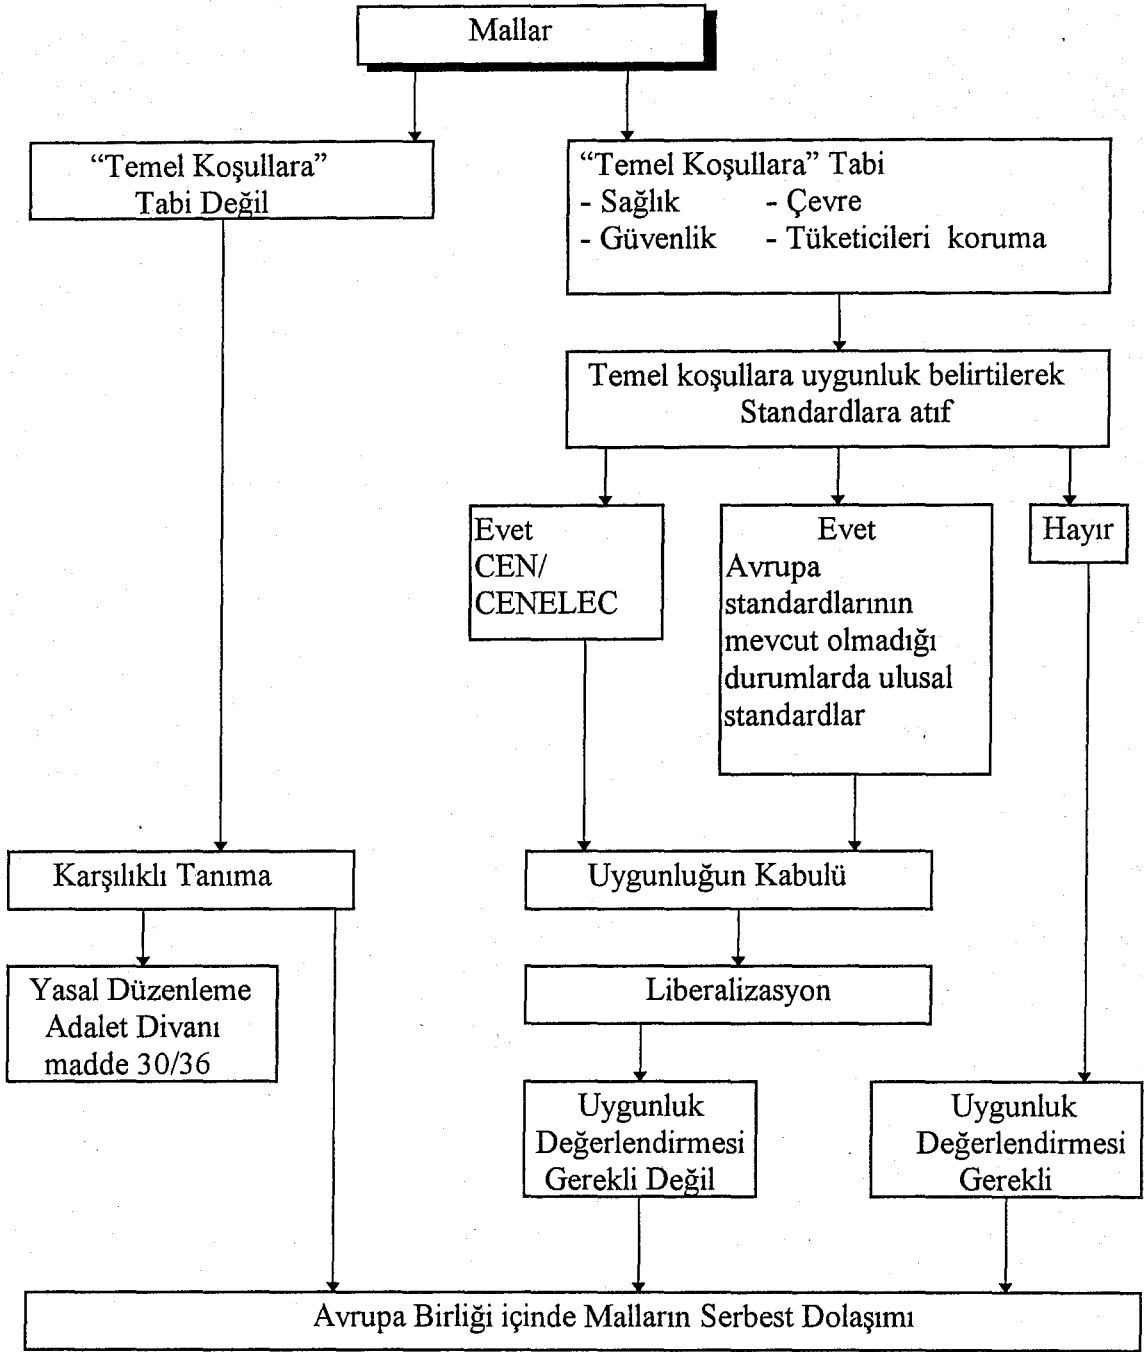 Mallar
“Temel Koşullara”
Tabi Değil
“Temel Koşullara” Tabi
- Sağlık - Çevre
- Güvenlik - Tüketicileri koruma
Temel koşullara uygunluk belirtilerek
Standardlara atıf
Evet
CEN/
CENELEC
Evet
Avrupa
standardlarının
mevcut olmadığı
durumlarda ulusal
standardlar
Hayır
Karşılıklı Tanıma
Uygunluğun Kabulü
Yasal Düzenleme
Adalet Divanı
madde 30/36
Liberalizasyon
Uygunluk
Değerlendirmesi
Gerekli Değil
Uygunluk
Değerlendirmesi
Gerekli
Avrupa Birliği içinde Malların Serbest Dolaşımı